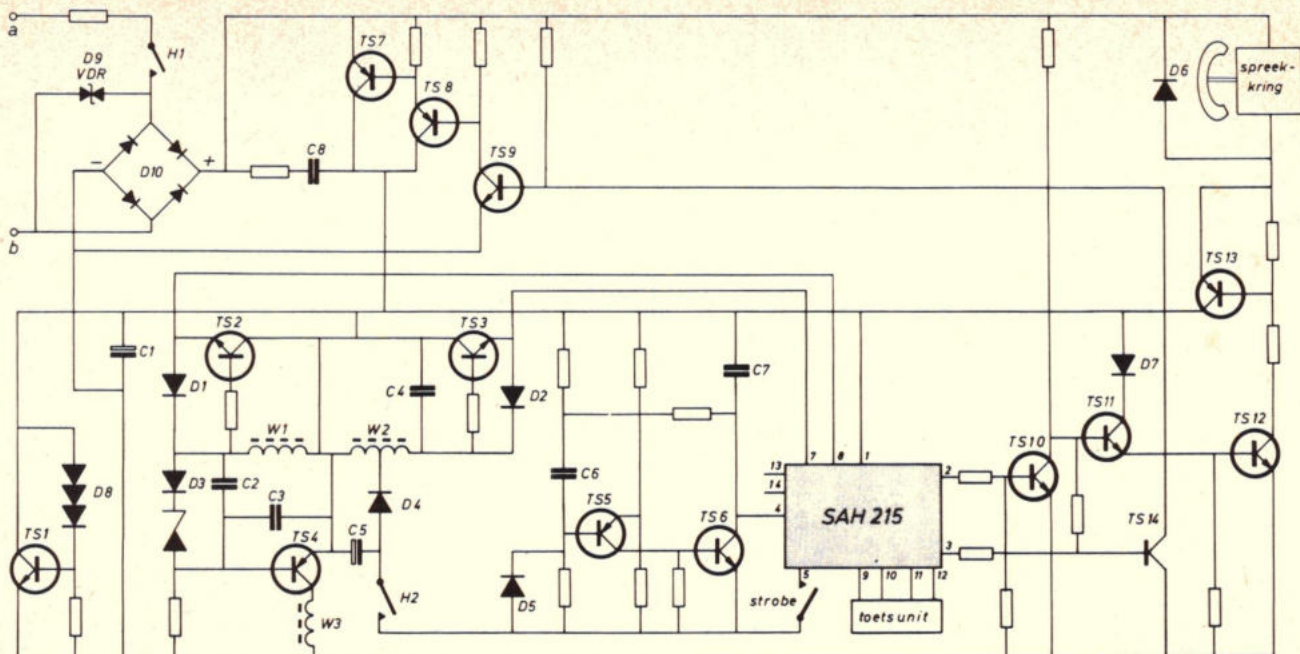 a
D9
VDR
H1
TS7
TS8
TS9
D10
-
+
C8
b
D6
spreek-
kring
TS13
TS2
TS3
C1
D1
C4
D2
C7
D7
W1
W2
TS11
TS12
D8
D3
C2
C3
D4
C6
TS10
7
8
1
13
14
2
SAH 215
4
3
TS5
TS6
TS14
TS1
TS4
C5
H2
D5
W3
5
9
10
11
12
strobe
toetsunit